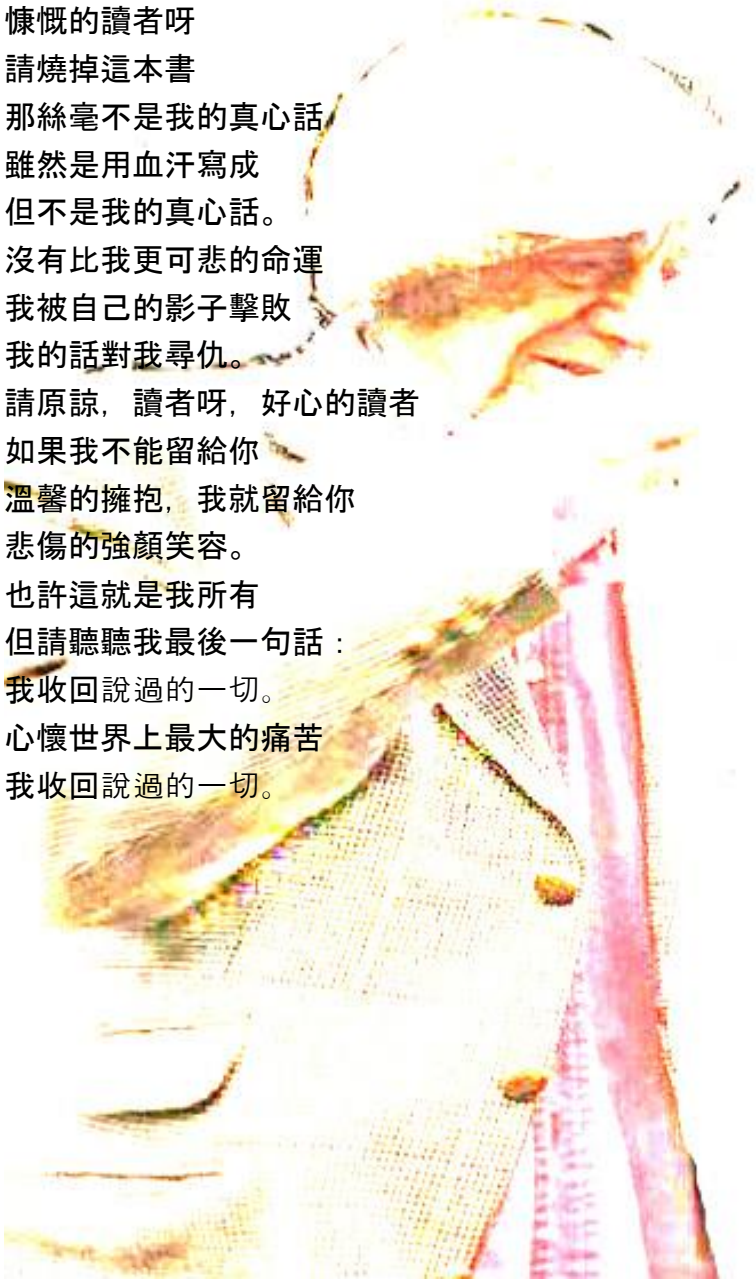 慷慨的讀者呀
請燒掉這本書
那絲毫不是我的真心話
雖然是用血汗寫成
但不是我的真心話。
沒有比我更可悲的命運
我被自己的影子擊敗
我的話對我尋仇。
請原諒，讀者呀，好心的讀者
如果我不能留給你
溫馨的擁抱，我就留給你
悲傷的強顏笑容。
也許這就是我所有
但請聽聽我最後一句話：
我收回說過的一切。
心懷世界上最大的痛苦
我收回說過的一切。